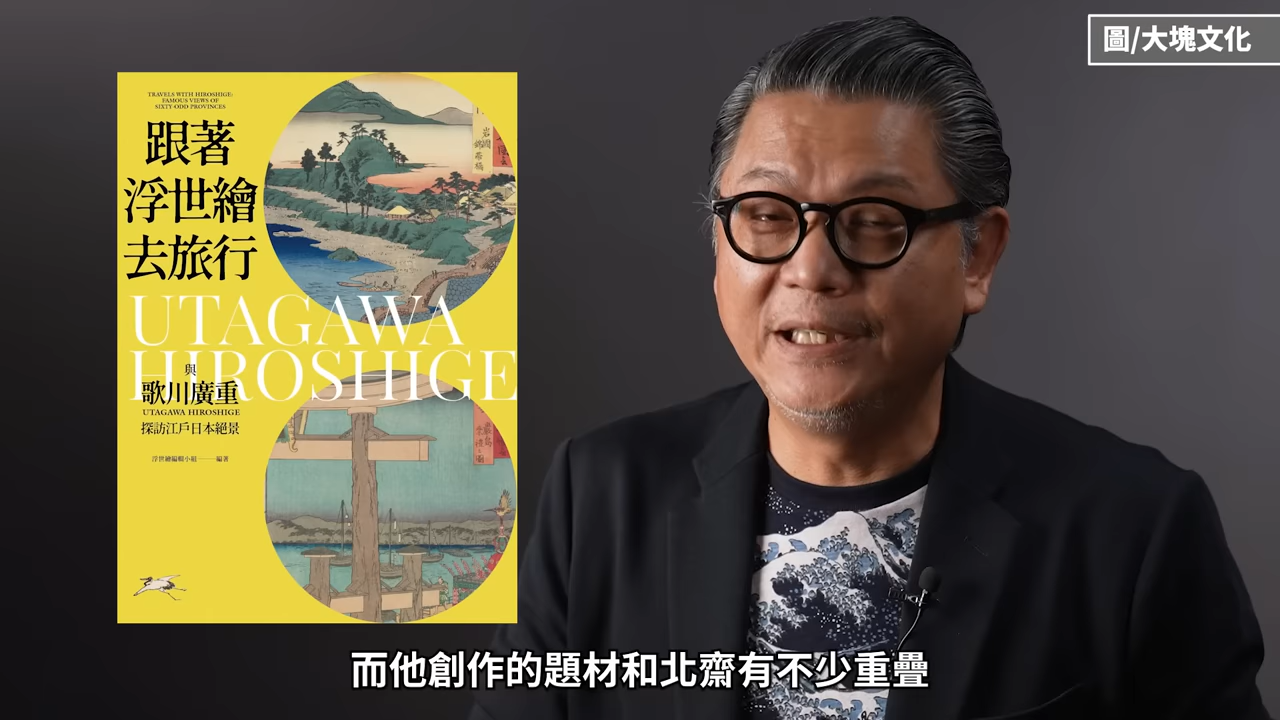 圖/大塊文化
TRAVELS WITH HIROSHIGE:
FAMOUS VIEWS OF
SIXTY-ODD PROVINCES
跟著
浮世繪
去旅行
UTAGAWA
HIROSHIGE
與
歌川廣重
UTAGAWA HIROSHIGE
探訪江戶日本絕景
浮世繪編輯小組——編著
而他創作的題材和北齋有不少重疊